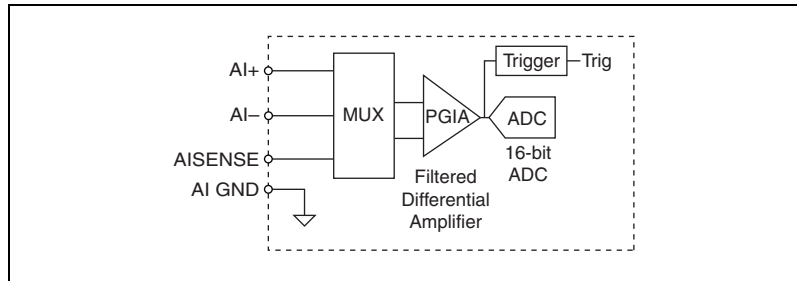 AI+
AI–
AISENSE
AI GND
MUX
PGIA
Filtered
Differential
Amplifier
Trigger
Trig
ADC
16-bit
ADC